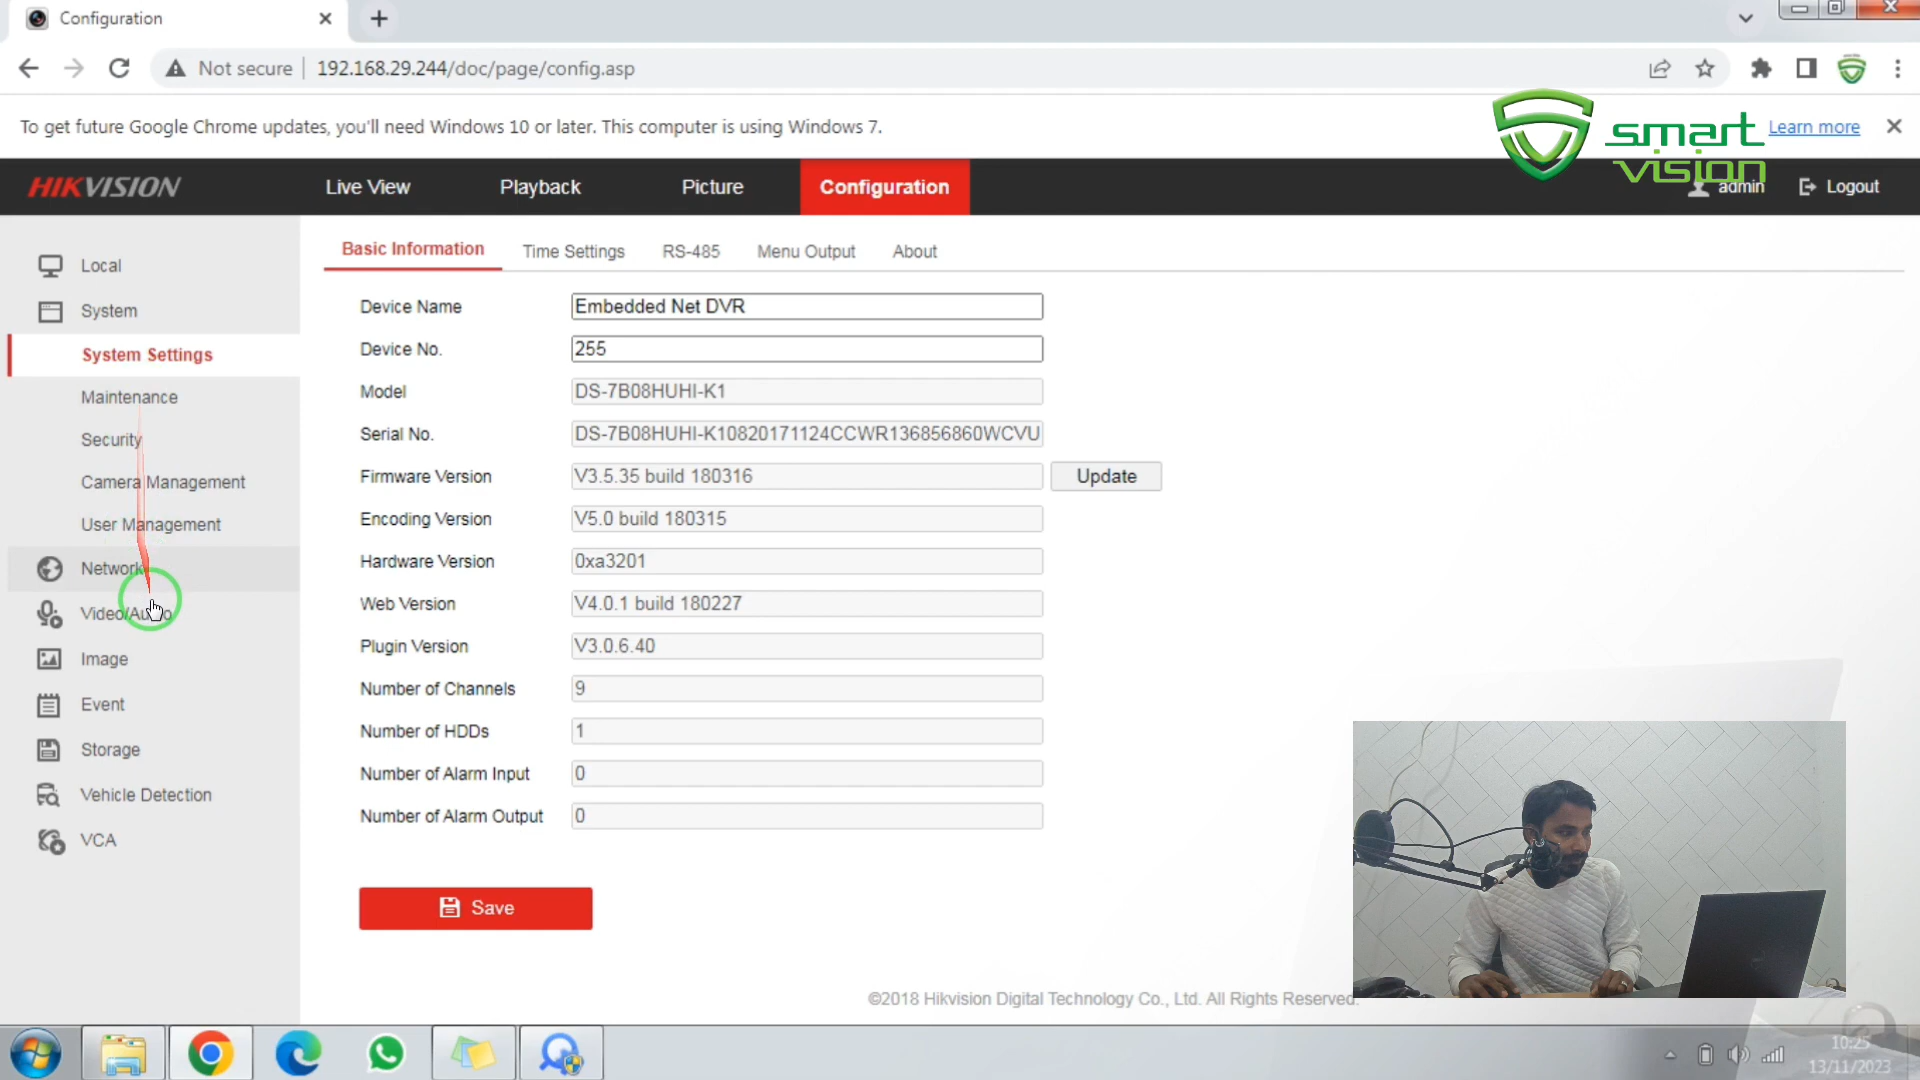 Configuration
Not secure 192.168.29.244/doc/page/config.asp
To get future Google Chrome updates, you'll need Windows 10 or later. This computer is using Windows 7.
Learn more
smart
vision
HIKVISION
Live View
Playback
Picture
Configuration
admin
Logout
Local
System
System Settings
Maintenance
Security
Camera Management
User Management
Network
Video/Audio
Image
Event
Storage
Vehicle Detection
VCA
Basic Information
Time Settings
RS-485
Menu Output
About
Device Name Embedded Net DVR
Device No. 255
Model DS-7B08HUHI-K1
Serial No. DS-7B08HUHI-K10820171124CCWR136856860WCVU
Firmware Version V3.5.35 build 180316 Update
Encoding Version V5.0 build 180315
Hardware Version 0xa3201
Web Version V4.0.1 build 180227
Plugin Version V3.0.6.40
Number of Channels 9
Number of HDDs 1
Number of Alarm Input 0
Number of Alarm Output 0
Save
©2018 Hikvision Digital Technology Co., Ltd. All Rights Reserved.
10:25
13/11/2023